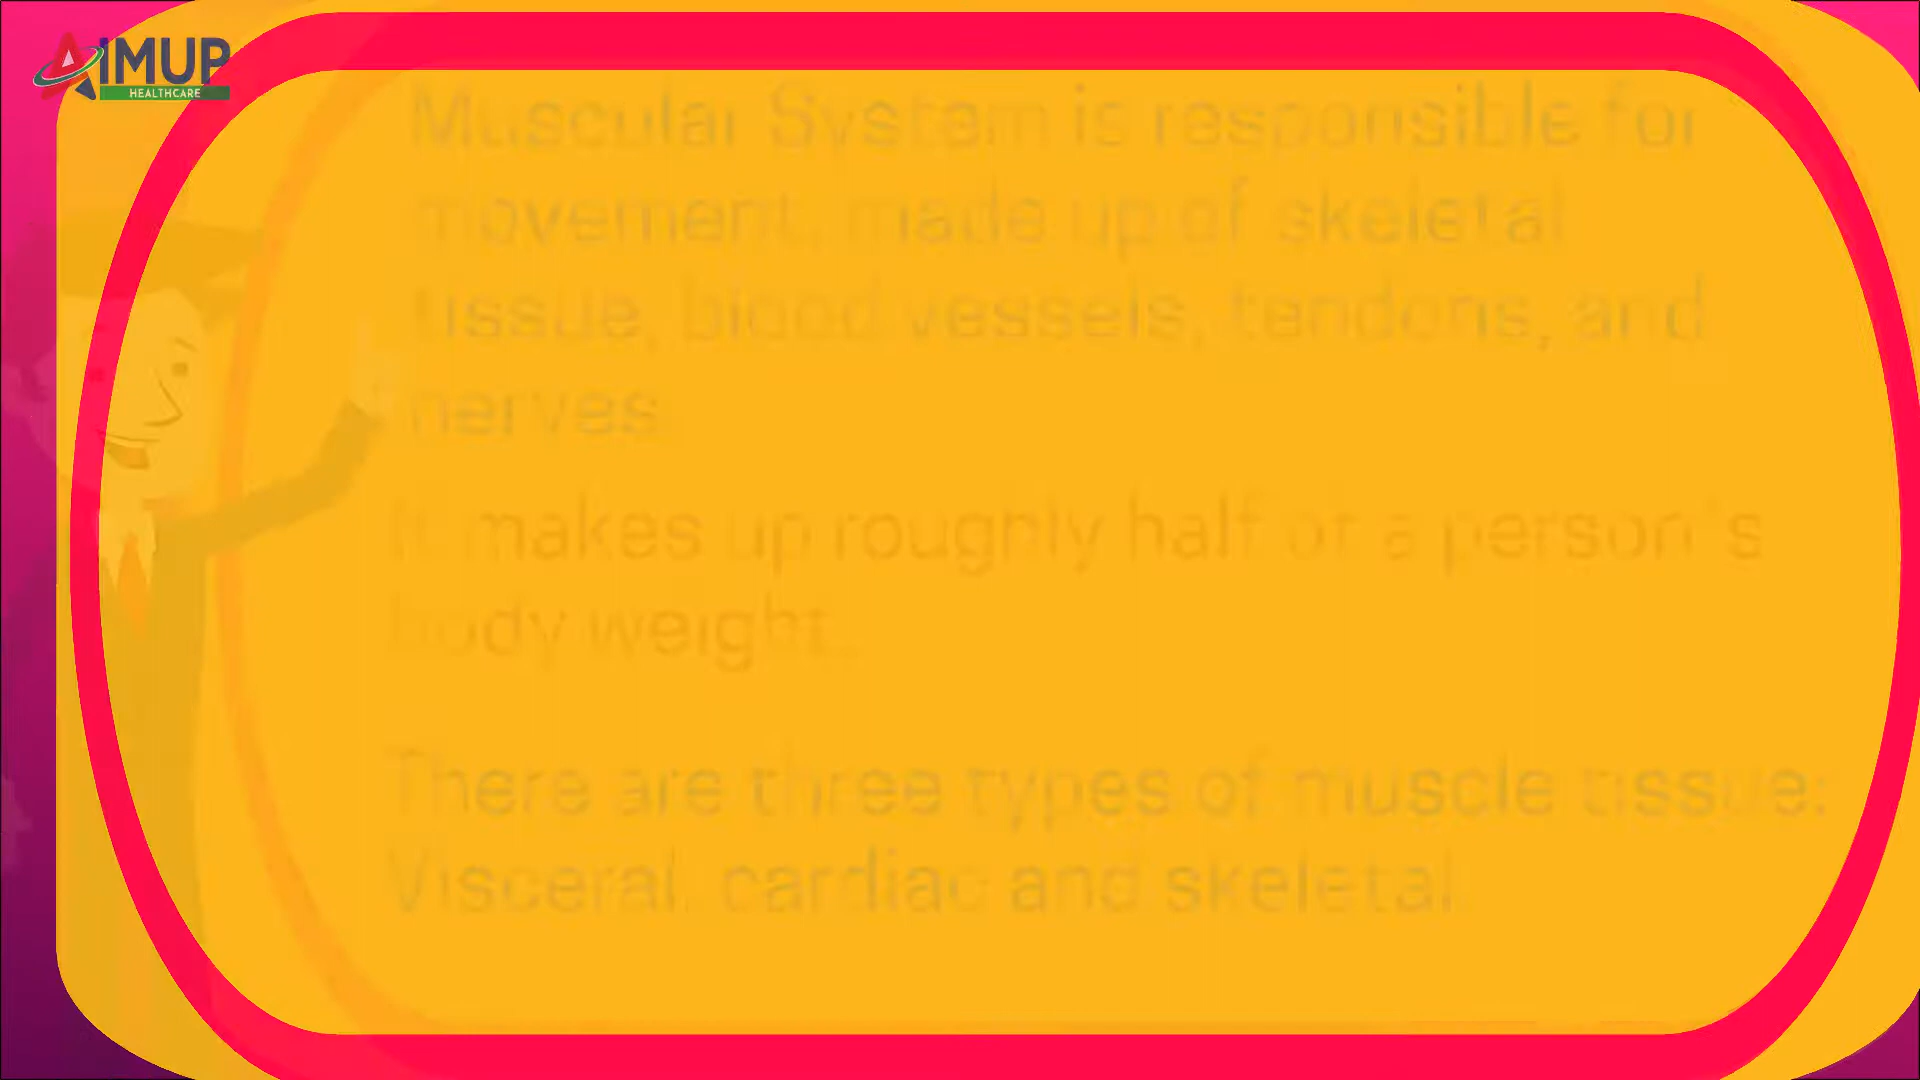 AIMUP
HEALTHCARE
Muscular System is responsible for
movement, made up of skeletal
tissue, blood vessels, tendons, and
nerves
It makes up roughly half of a person's
body weight.
There are three types of muscle tissue:
Visceral, cardiac and skeletal